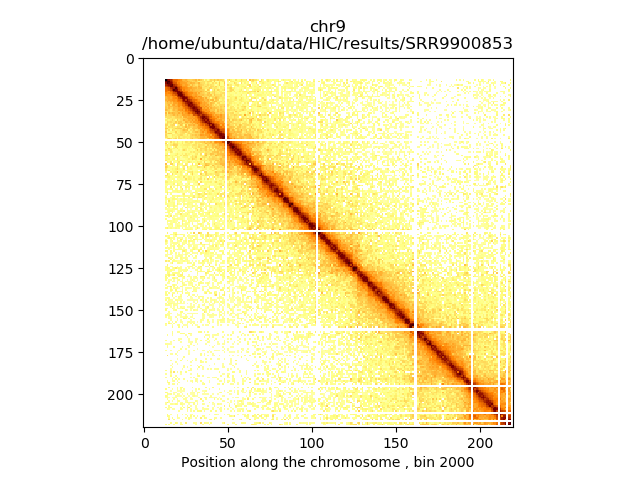 chr9
/home/ubuntu/data/HIC/results/SRR9900853
0
25
50
75
100
125
150
175
200
0 50 100 150 200
Position along the chromosome , bin 2000